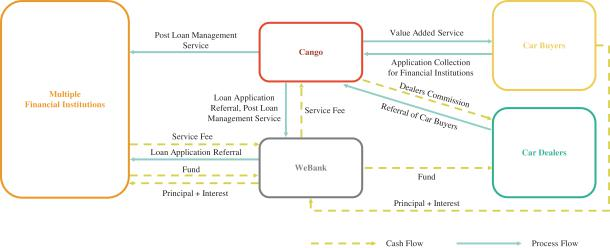 Post Loan Management
Service
Cango
Value Added Service
Car Buyers
Application Collection
for Financial Institutions
Multiple
Financial Institutions
Loan Application
Referral, Post Loan
Management Service
Service Fee
Dealers Commission
Referral of Car Buyers
Service Fee
Loan Application Referral
Fund
Principal + Interest
WeBank
Fund
Car Dealers
Principal + Interest
Cash Flow
Process Flow